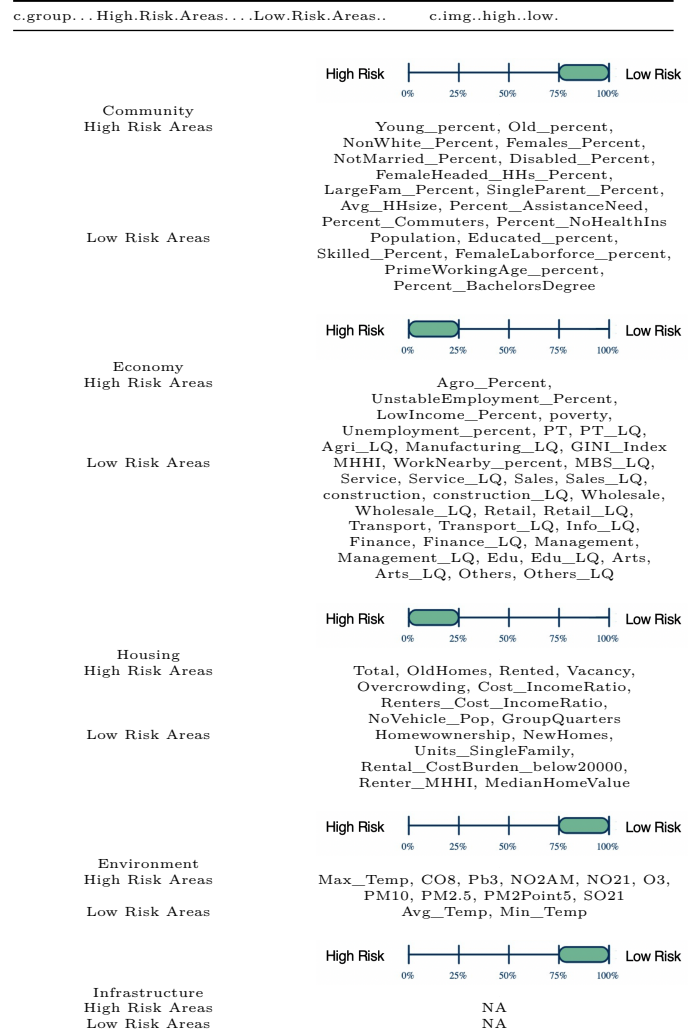 c.group...High.Risk.Areas....Low.Risk.Areas.. c.img..high..low.
High Risk Low Risk
0% 25% 50% 75% 100%
Community
High Risk Areas Young_percent, Old_percent,
NonWhite_Percent, Females_Percent,
NotMarried_Percent, Disabled_Percent,
FemaleHeaded_HHs_Percent,
LargeFam_Percent, SingleParent_Percent,
Avg_HHsize, Percent_AssistanceNeed,
Percent_Commuters, Percent_NoHealthIns
Low Risk Areas Population, Educated_percent,
Skilled_Percent, FemaleLaborforce_percent,
PrimeWorkingAge_percent,
Percent_BachelorsDegree
High Risk Low Risk
0% 25% 50% 75% 100%
Economy
High Risk Areas Agro_Percent,
UnstableEmployment_Percent,
LowIncome_Percent, poverty,
Unemployment_percent, PT, PT_LQ,
Agri_LQ, Manufacturing_LQ, GINI_Index
Low Risk Areas MHHI, WorkNearby_percent, MBS_LQ,
Service, Service_LQ, Sales, Sales_LQ,
construction, construction_LQ, Wholesale,
Wholesale_LQ, Retail, Retail_LQ,
Transport, Transport_LQ, Info_LQ,
Finance, Finance_LQ, Management,
Management_LQ, Edu, Edu_LQ, Arts,
Arts_LQ, Others, Others_LQ
High Risk Low Risk
0% 25% 50% 75% 100%
Housing
High Risk Areas Total, OldHomes, Rented, Vacancy,
Overcrowding, Cost_IncomeRatio,
Renters_Cost_IncomeRatio,
NoVehicle_Pop, GroupQuarters
Low Risk Areas Homewownership, NewHomes,
Units_SingleFamily,
Rental_CostBurden_below20000,
Renter_MHHI, MedianHomeValue
High Risk Low Risk
0% 25% 50% 75% 100%
Environment
High Risk Areas Max_Temp, CO8, Pb3, NO2AM, NO21, O3,
PM10, PM2.5, PM2Point5, SO21
Low Risk Areas Avg_Temp, Min_Temp
High Risk Low Risk
0% 25% 50% 75% 100%
Infrastructure
High Risk Areas NA
Low Risk Areas NA